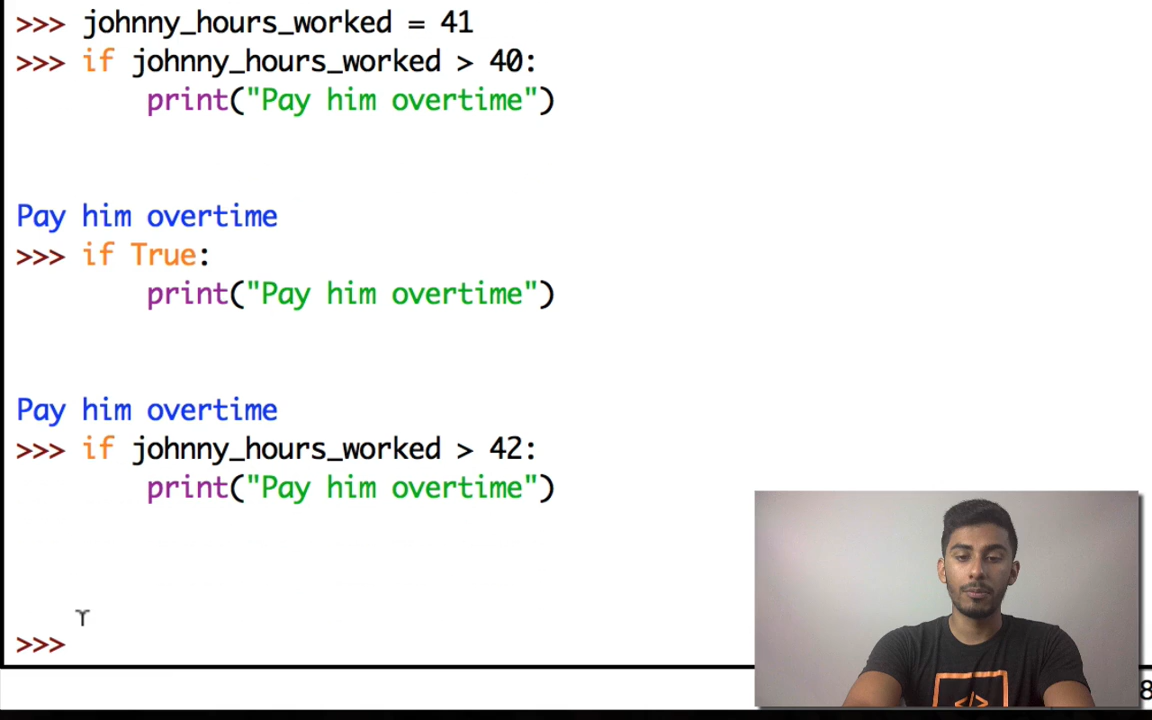 >>> johnny_hours_worked = 41
>>> if johnny_hours_worked > 40:
print("Pay him overtime")
Pay him overtime
>>> if True:
print("Pay him overtime")
Pay him overtime
>>> if johnny_hours_worked > 42:
print("Pay him overtime")
>>>
</>
8